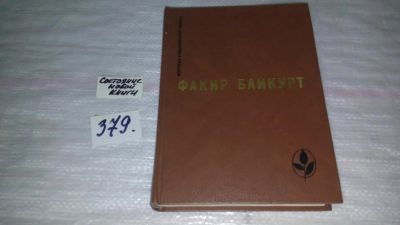 Состояние
новой
книги
379.
ФАКИР БАЙКУРТ